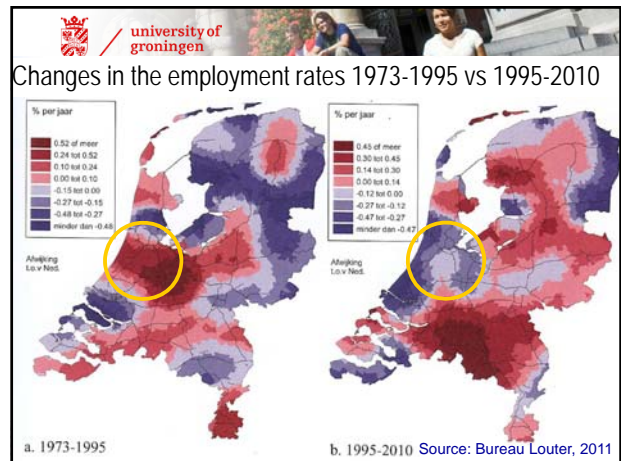 university of
groningen
Changes in the employment rates 1973-1995 vs 1995-2010
% per jaar
0.52 of meer
0.24 tot 0.52
0.10 tot 0.24
0.00 tot 0.10
-0.15 tot 0.00
-0.27 tot -0.15
-0.48 tot -0.27
minder dan -0.48
Afwijking
t.o.v Ned.
a. 1973-1995
% per jaar
0.45 of meer
0.30 tot 0.45
0.14 tot 0.30
0.00 tot 0.14
-0.12 tot 0.00
-0.27 tot -0.12
-0.47 tot -0.27
minder dan -0.47
Afwijking
t.o.v Ned.
b. 1995-2010
Source: Bureau Louter, 2011